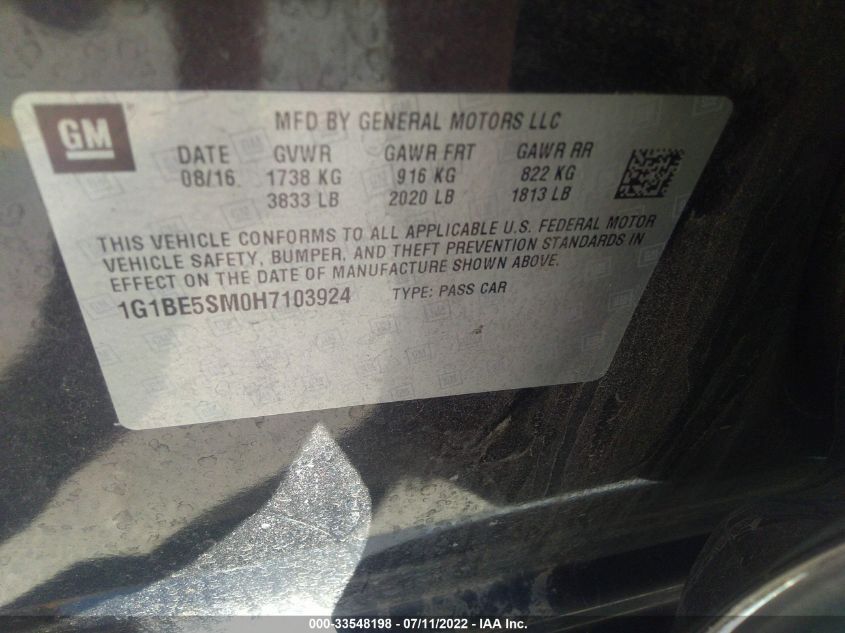 GM
MFD BY GENERAL MOTORS LLC
DATE GVWR GAWR FRT GAWR RR
08/16 1738 KG 916 KG 822 KG
3833 LB 2020 LB 1813 LB
THIS VEHICLE CONFORMS TO ALL APPLICABLE U.S. FEDERAL MOTOR
VEHICLE SAFETY, BUMPER, AND THEFT PREVENTION STANDARDS IN
EFFECT ON THE DATE OF MANUFACTURE SHOWN ABOVE.
1G1BE5SM0H7103924 TYPE: PASS CAR
000-33548198 - 07/11/2022 - IAA Inc.